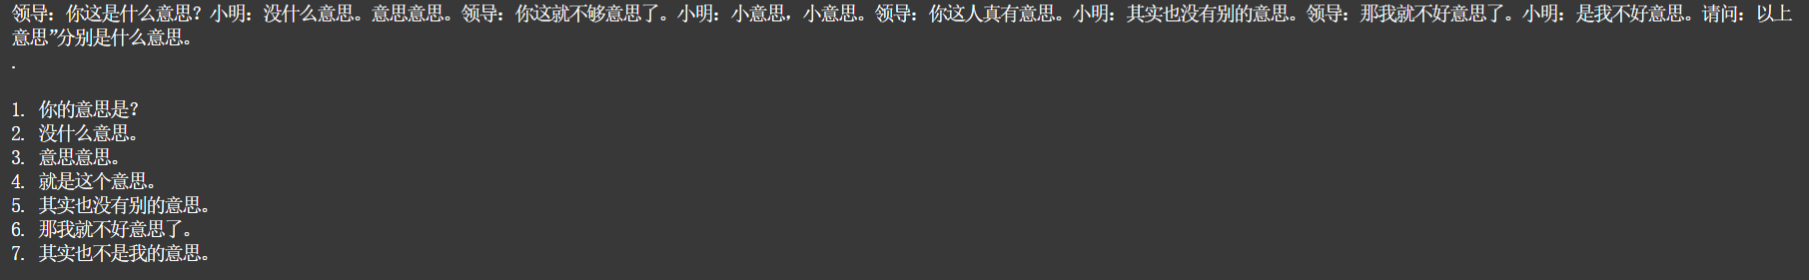 领导：你这是什么意思？小明：没什么意思。意思意思。领导：你这就不够意思了。小明：小意思，小意思。领导：你这人真有意思。小明：其实也没有别的意思。领导：那我就不好意思了。小明：是我不好意思。请问：以上
意思”分别是什么意思。
.
1. 你的意思是？
2. 没什么意思。
3. 意思意思。
4. 就是这个意思。
5. 其实也没有别的意思。
6. 那我就不好意思了。
7. 其实也不是我的意思。